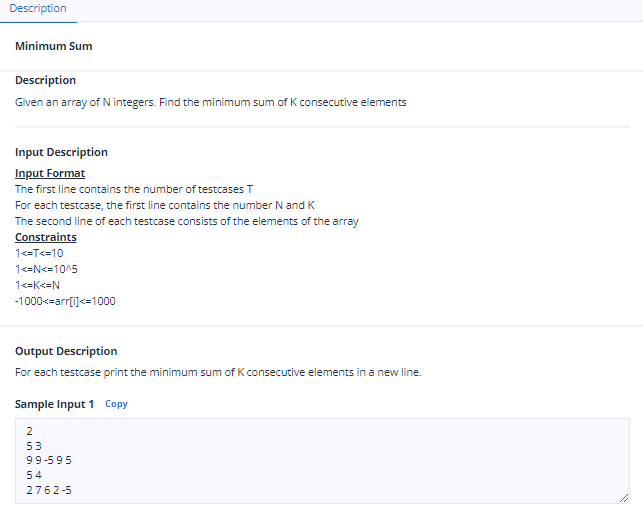 Description
Minimum Sum
Description
Given an array of N integers. Find the minimum sum of K consecutive elements
Input Description
Input Format
The first line contains the number of testcases T
For each testcase, the first line contains the number N and K
The second line of each testcase consists of the elements of the array
Constraints
1<=T<=10
1<=N<=10^5
1<=K<=N
-1000<=arr[i]<=1000
Output Description
For each testcase print the minimum sum of K consecutive elements in a new line.
Sample Input 1 Copy
2
5 3
9 9 -5 9 5
5 4
2 7 6 2 -5